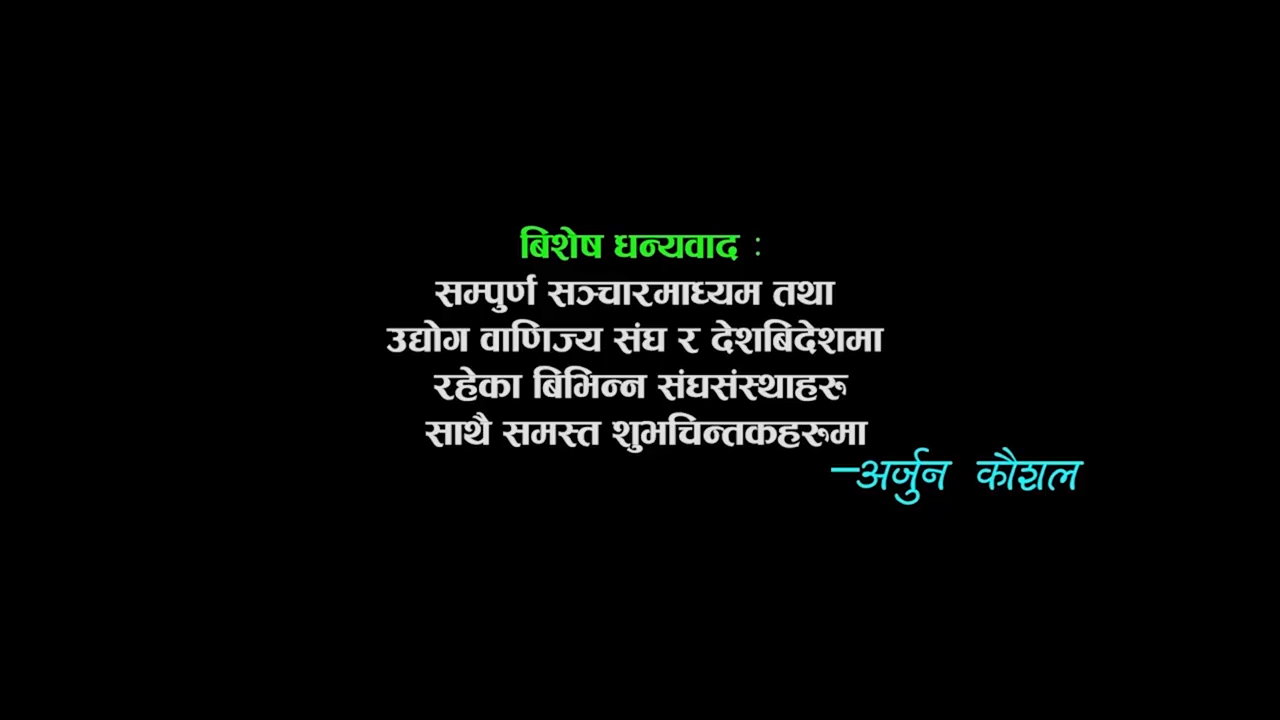 बिशेष धन्यवाद :
सम्पुर्ण सञ्चारमाध्यम तथा
उद्योग वाणिज्य संघ र देशबिदेशमा
रहेका बिभिन्न संघसंस्थाहरु
साथै समस्त शुभचिन्तकहरुमा
–अर्जुन कौशल